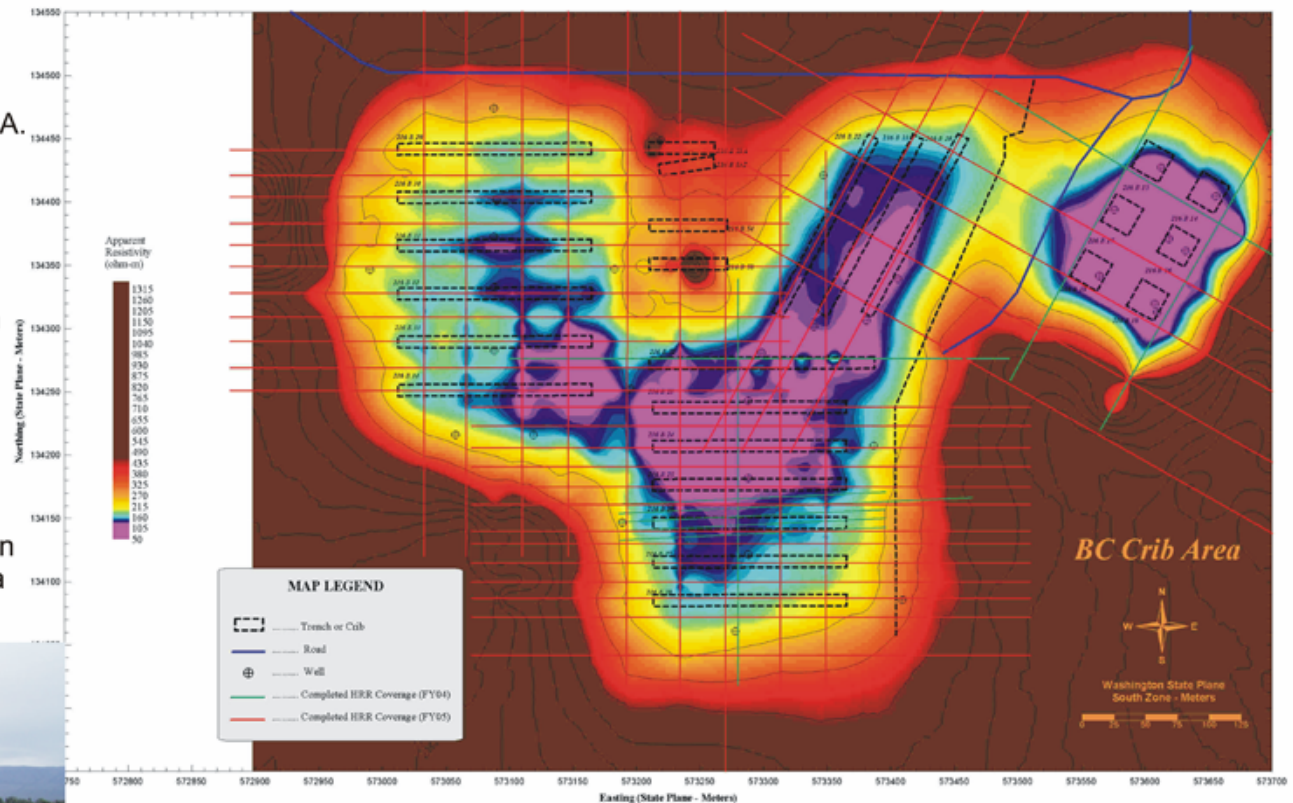 A.
n
a
134550
134500
134450
134400
134350
134300
134250
134200
134150
134100
Northing (State Plane - Meters)
Apparent
Resistivity
(ohm-m)
1315
1260
1205
1150
1095
1040
985
930
875
820
765
710
655
600
545
490
435
380
325
270
215
160
105
50
MAP LEGEND
Trench or Crib
Road
Well
Completed HRR Coverage (FY04)
Completed HRR Coverage (FY05)
BC Crib Area
N
W E
S
Washington State Plane
South Zone - Meters
0 25 50 75 100 125
750 572800 572850 572900 572950 573000 573050 573100 573150 573200 573250 573300 573350 573400 573450 573500 573550 573600 573650 573700
Easting (State Plane - Meters)